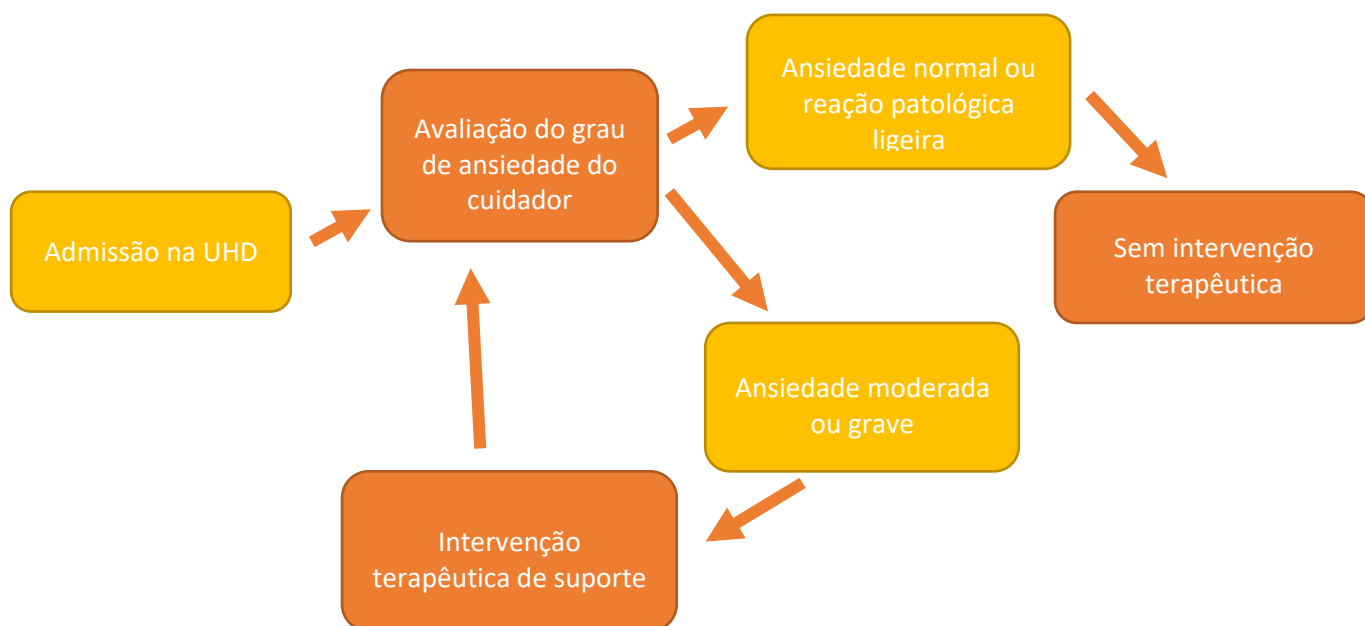 Admissão na UHD
Avaliação do grau
de ansiedade do
cuidador
Ansiedade normal ou
reação patológica
ligeira
Sem intervenção
terapêutica
Ansiedade moderada
ou grave
Intervenção
terapêutica de suporte